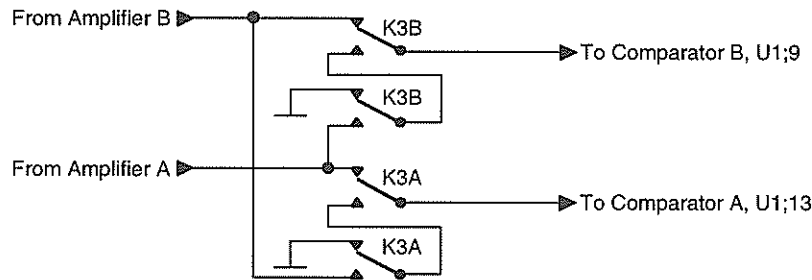 From Amplifier B
K3B
To Comparator B, U1;9
K3B
From Amplifier A
K3A
To Comparator A, U1;13
K3A